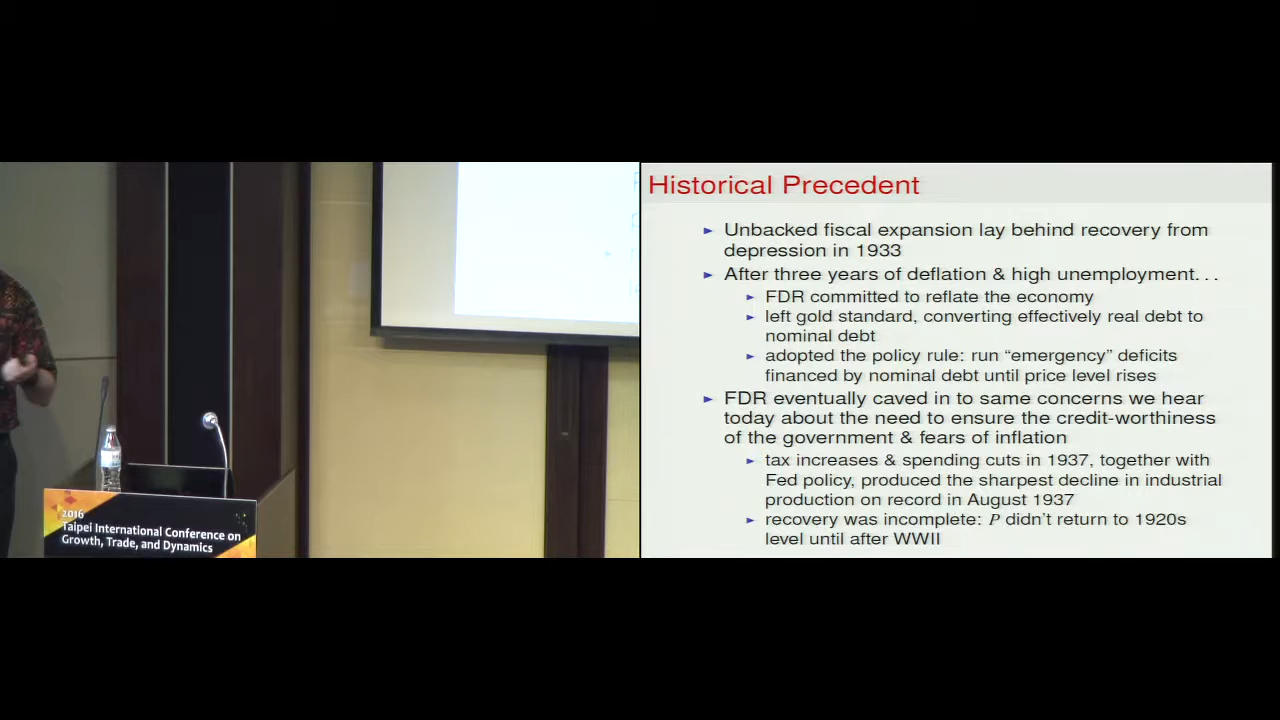 Historical Precedent
► Unbacked fiscal expansion lay behind recovery from
depression in 1933
► After three years of deflation & high unemployment...
► FDR committed to reflate the economy
► left gold standard, converting effectively real debt to
nominal debt
► adopted the policy rule: run “emergency” deficits
financed by nominal debt until price level rises
► FDR eventually caved in to same concerns we hear
today about the need to ensure the credit-worthiness
of the government & fears of inflation
► tax increases & spending cuts in 1937, together with
Fed policy, produced the sharpest decline in industrial
production on record in August 1937
► recovery was incomplete: P didn't return to 1920s
level until after WWII
2016
Taipei International Conference on
Growth, Trade, and Dynamics